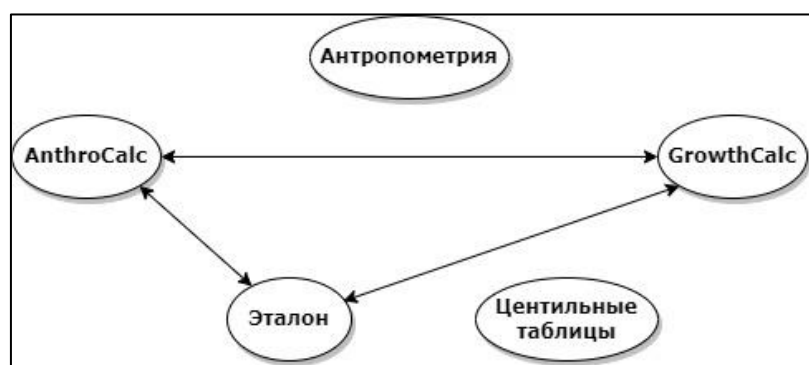 Антропометрия
AnthroCalc
GrowthCalc
Эталон
Центильные
таблицы